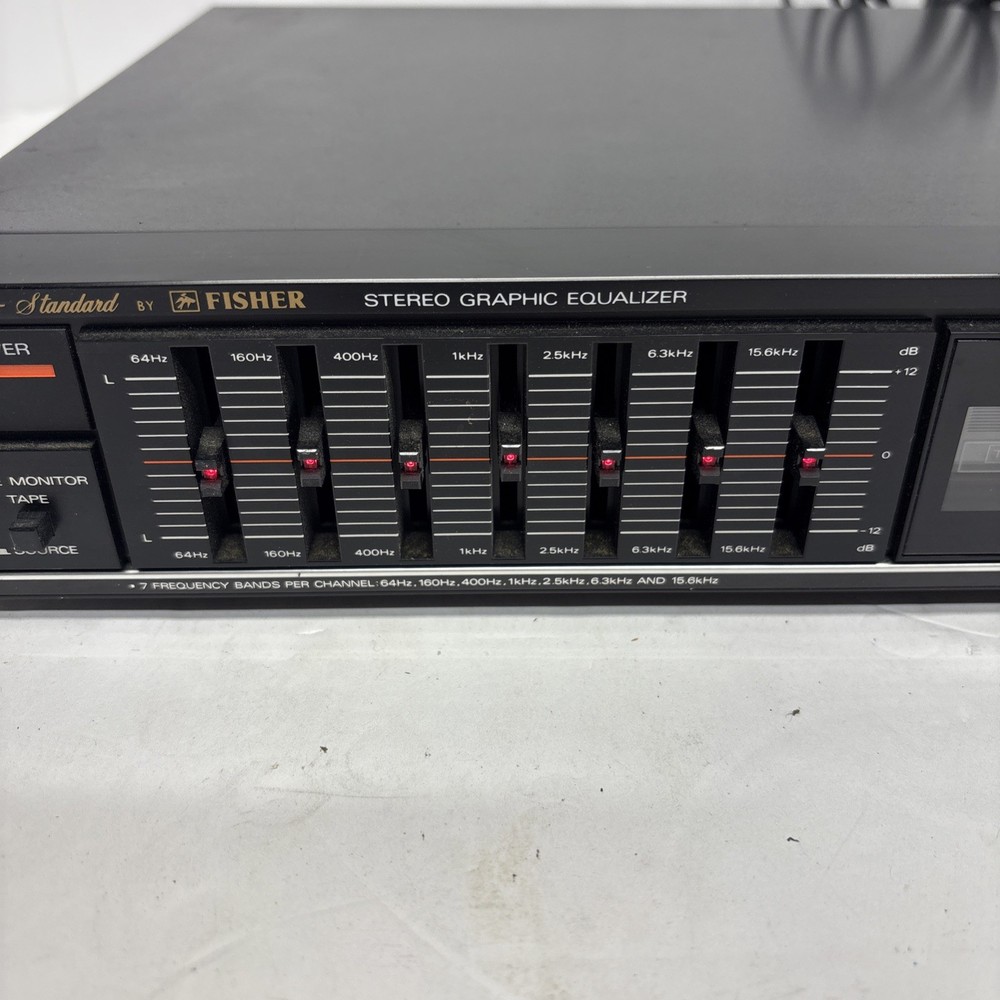 Standard BY FISHER STEREO GRAPHIC EQUALIZER
ER
64Hz 160Hz 400Hz 1kHz 2.5kHz 6.3kHz 15.6kHz dB
L +12
0
MONITOR
TAPE
SOURCE
L -12
64Hz 160Hz 400Hz 1kHz 2.5kHz 6.3kHz 15.6kHz dB
• 7 FREQUENCY BANDS PER CHANNEL: 64Hz, 160Hz, 400Hz, 1kHz, 2.5kHz, 6.3kHz AND 15.6kHz